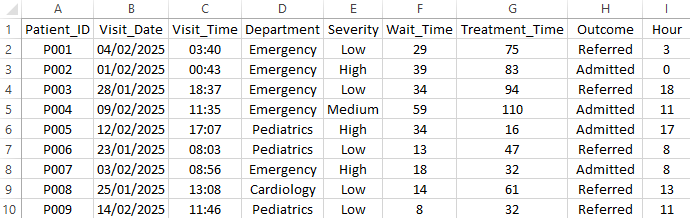 A B C D E F G H I
1 Patient_ID Visit_Date Visit_Time Department Severity Wait_Time Treatment_Time Outcome Hour
2 P001 04/02/2025 03:40 Emergency Low 29 75 Referred 3
3 P002 01/02/2025 00:43 Emergency High 39 83 Admitted 0
4 P003 28/01/2025 18:37 Emergency Low 34 94 Referred 18
5 P004 09/02/2025 11:35 Emergency Medium 59 110 Admitted 11
6 P005 12/02/2025 17:07 Pediatrics High 34 16 Admitted 17
7 P006 23/01/2025 08:03 Pediatrics Low 13 47 Referred 8
8 P007 03/02/2025 08:56 Emergency High 18 32 Admitted 8
9 P008 25/01/2025 13:08 Cardiology Low 14 61 Referred 13
10 P009 14/02/2025 11:46 Pediatrics Low 8 32 Referred 11